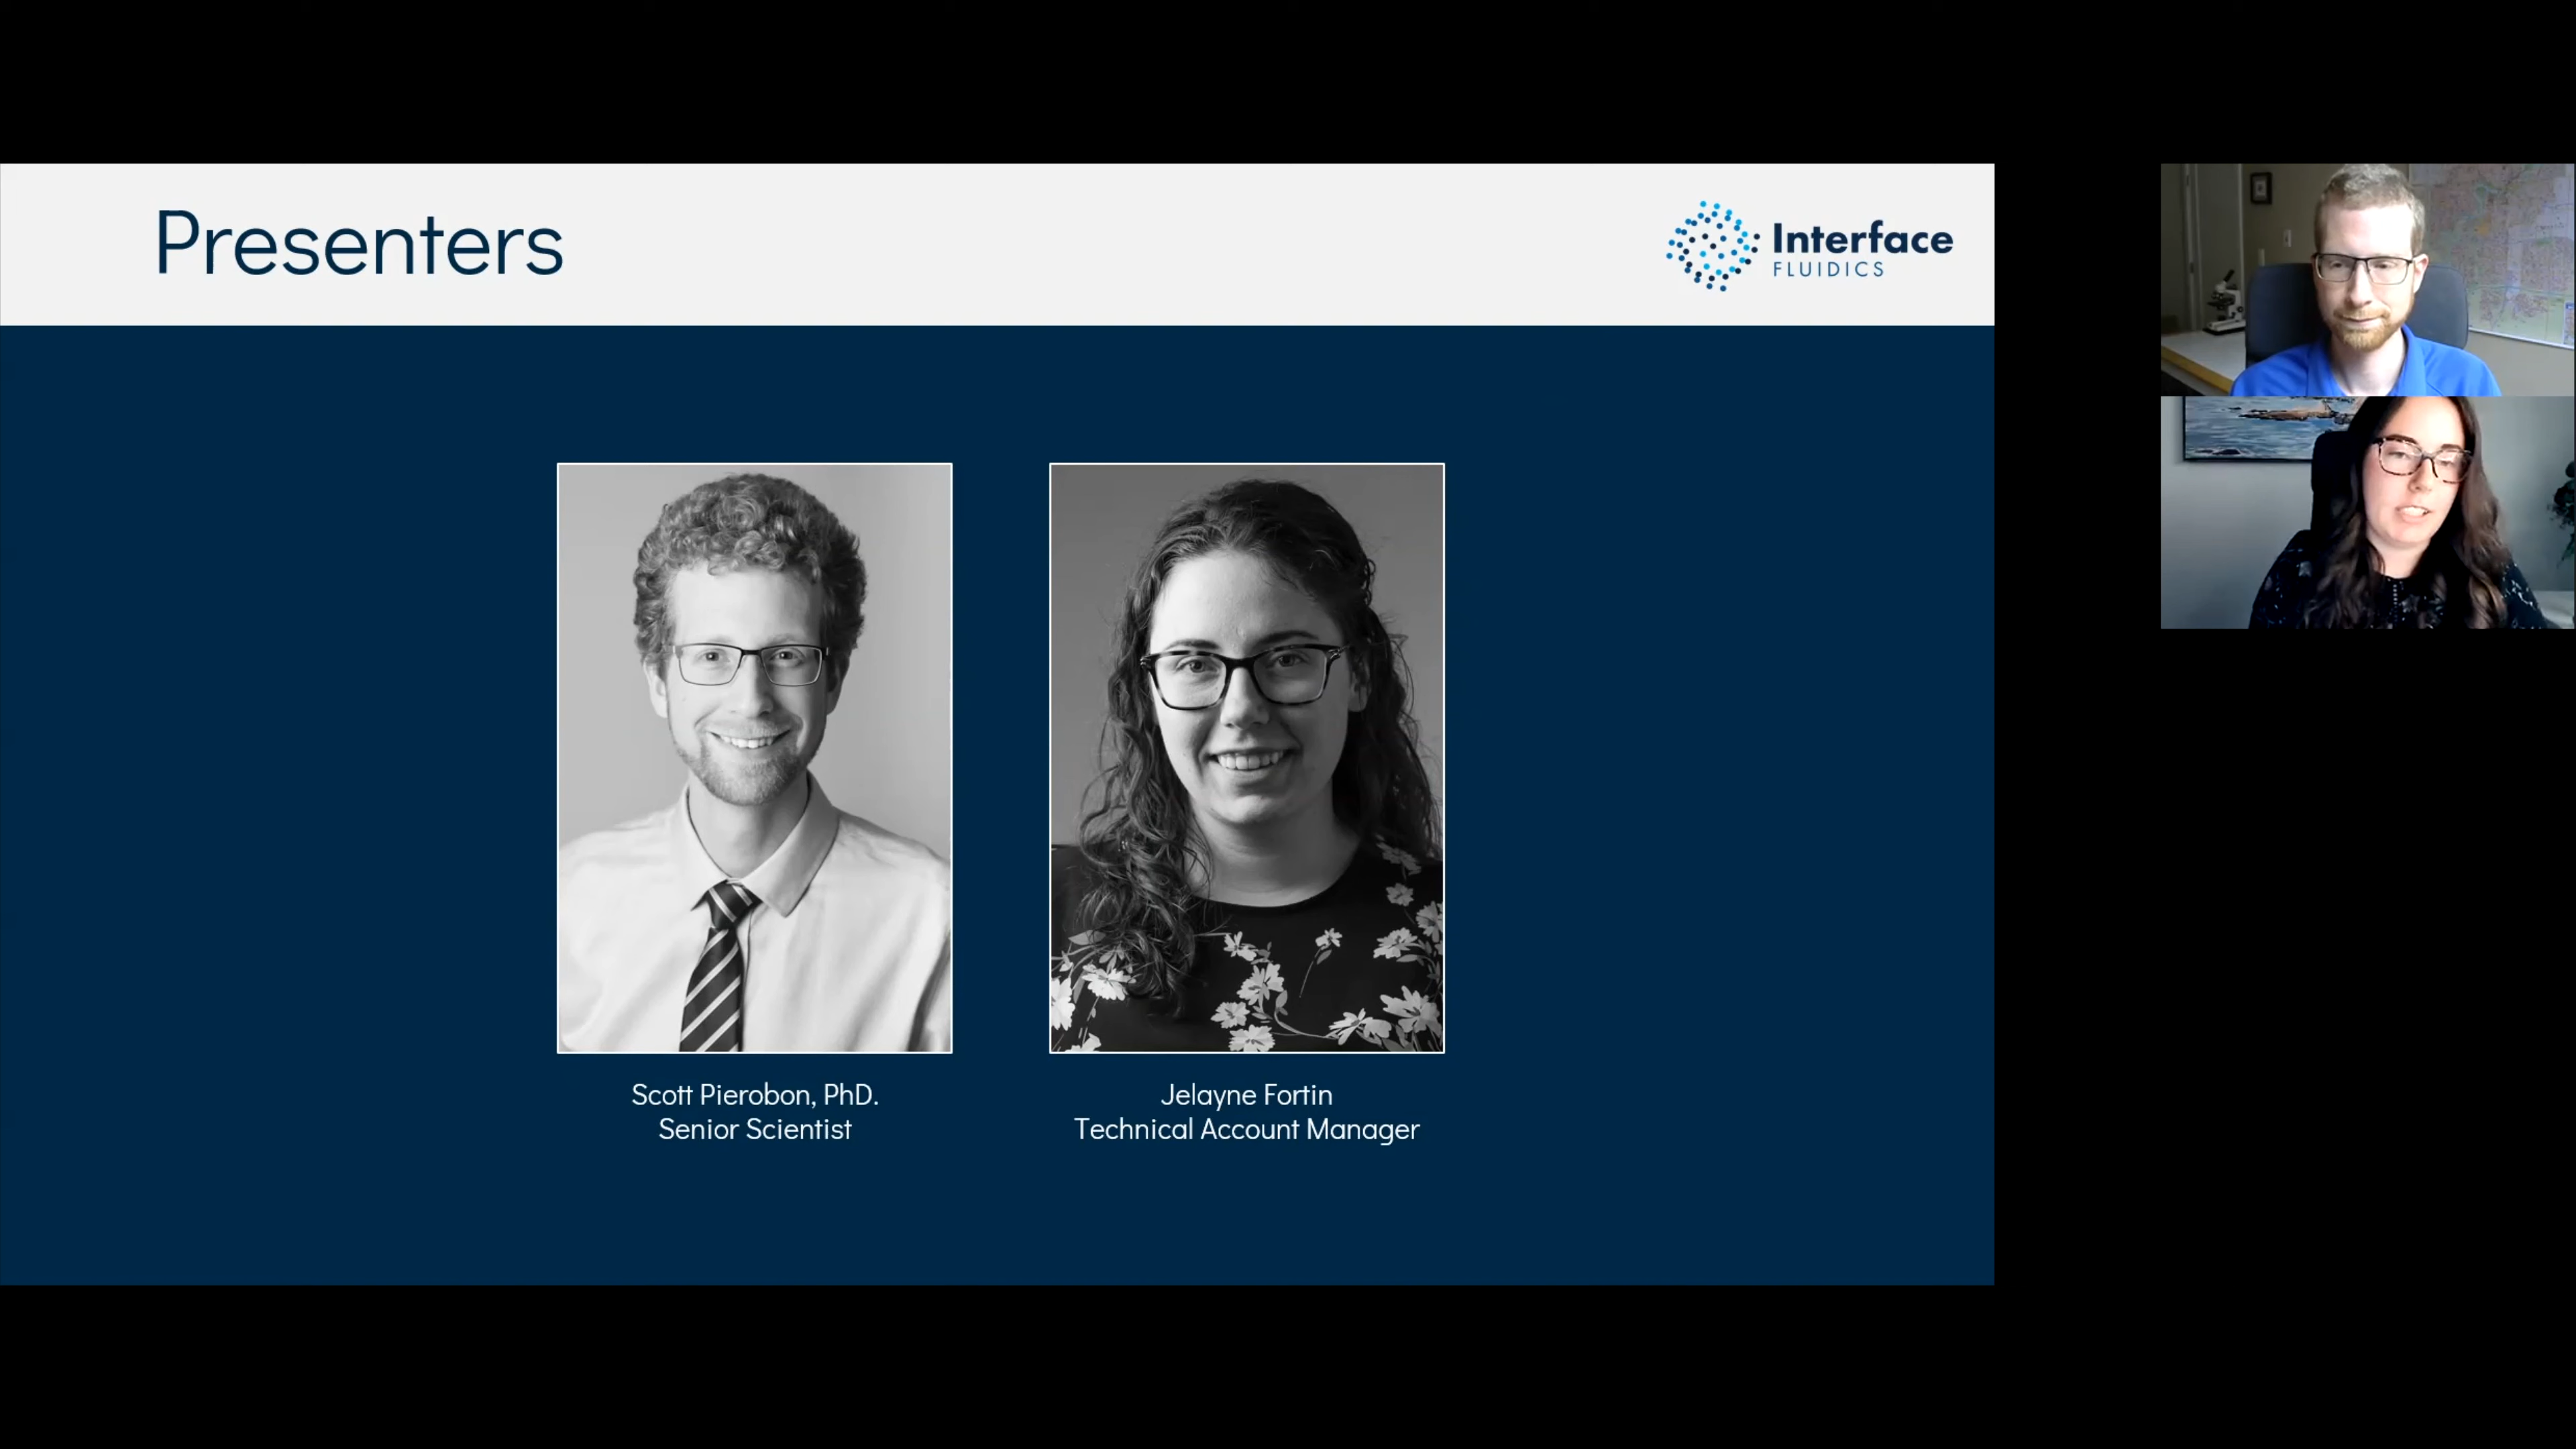 Presenters
Interface
FLUIDICS
Scott Pierobon, PhD.
Senior Scientist
Jelayne Fortin
Technical Account Manager